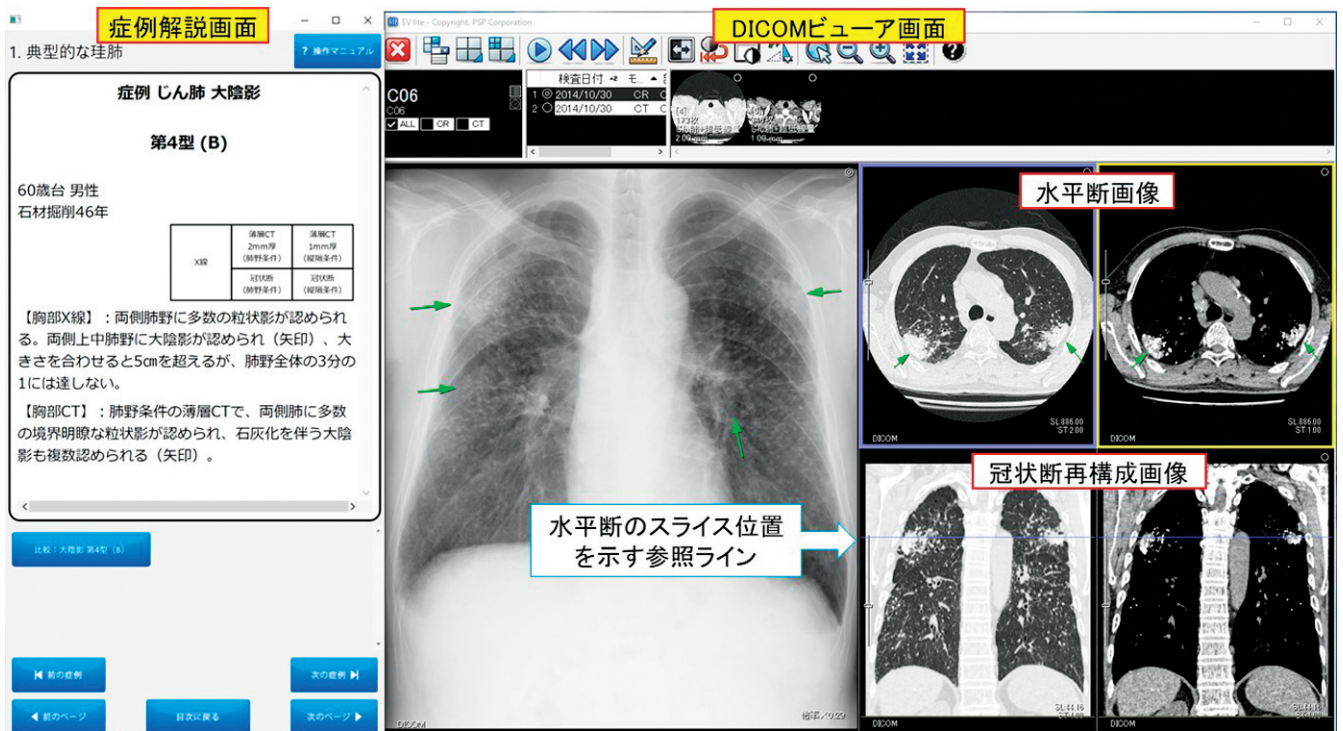 症例解説画面
1. 典型的な珪肺
? 操作マニュアル
症例 じん肺 大陰影
第4型 (B)
60歳台 男性
石材掘削46年
X線
薄層CT
2mm厚
(肺野条件)
薄層CT
1mm厚
(縦隔条件)
冠状断
(肺野条件)
冠状断
(縦隔条件)
【胸部X線】：両側肺野に多数の粒状影が認められ
る。両側上中肺野に大陰影が認められ（矢印）、大
きさを合わせると5cmを超えるが、肺野全体の3分の
1には達しない。
【胸部CT】：肺野条件の薄層CTで、両側肺に多数
の境界明瞭な粒状影が認められ、石灰化を伴う大陰
影も複数認められる（矢印）。
比較：大陰影 第4型 (B)
前の症例
次の症例
前のページ
目次に戻る
次のページ
EV lite - Copyright, PSP Corporation
DICOMビューア画面
C06
C06
ALL CR CT
検査日付 モ...
1 2014/10/30 CR
2 2014/10/30 CT
水平断画像
SL:886.00
ST:2.00
DICOM
SL:886.00
ST:1.00
DICOM
冠状断再構成画像
水平断のスライス位置
を示す参照ライン
DICOM
倍率／0.29
SL:44.16
DICOM
SL:44.16
DICOM